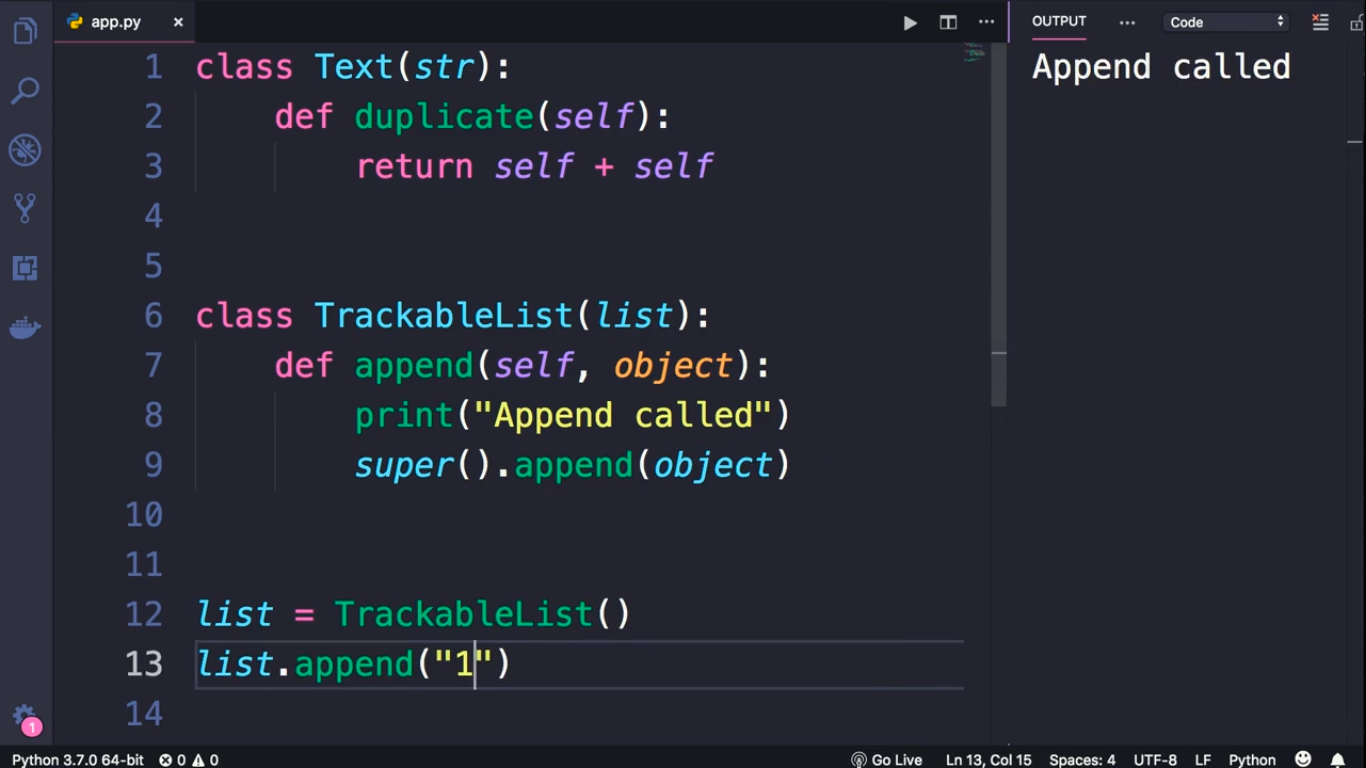 app.py ×
OUTPUT ... Code
1 class Text(str):
2     def duplicate(self):
3         return self + self
4
5
6 class TrackableList(list):
7     def append(self, object):
8         print("Append called")
9         super().append(object)
10
11
12 list = TrackableList()
13 list.append("1")
14
Append called
1
Python 3.7.0 64-bit 0 0 Go Live Ln 13, Col 15 Spaces: 4 UTF-8 LF Python